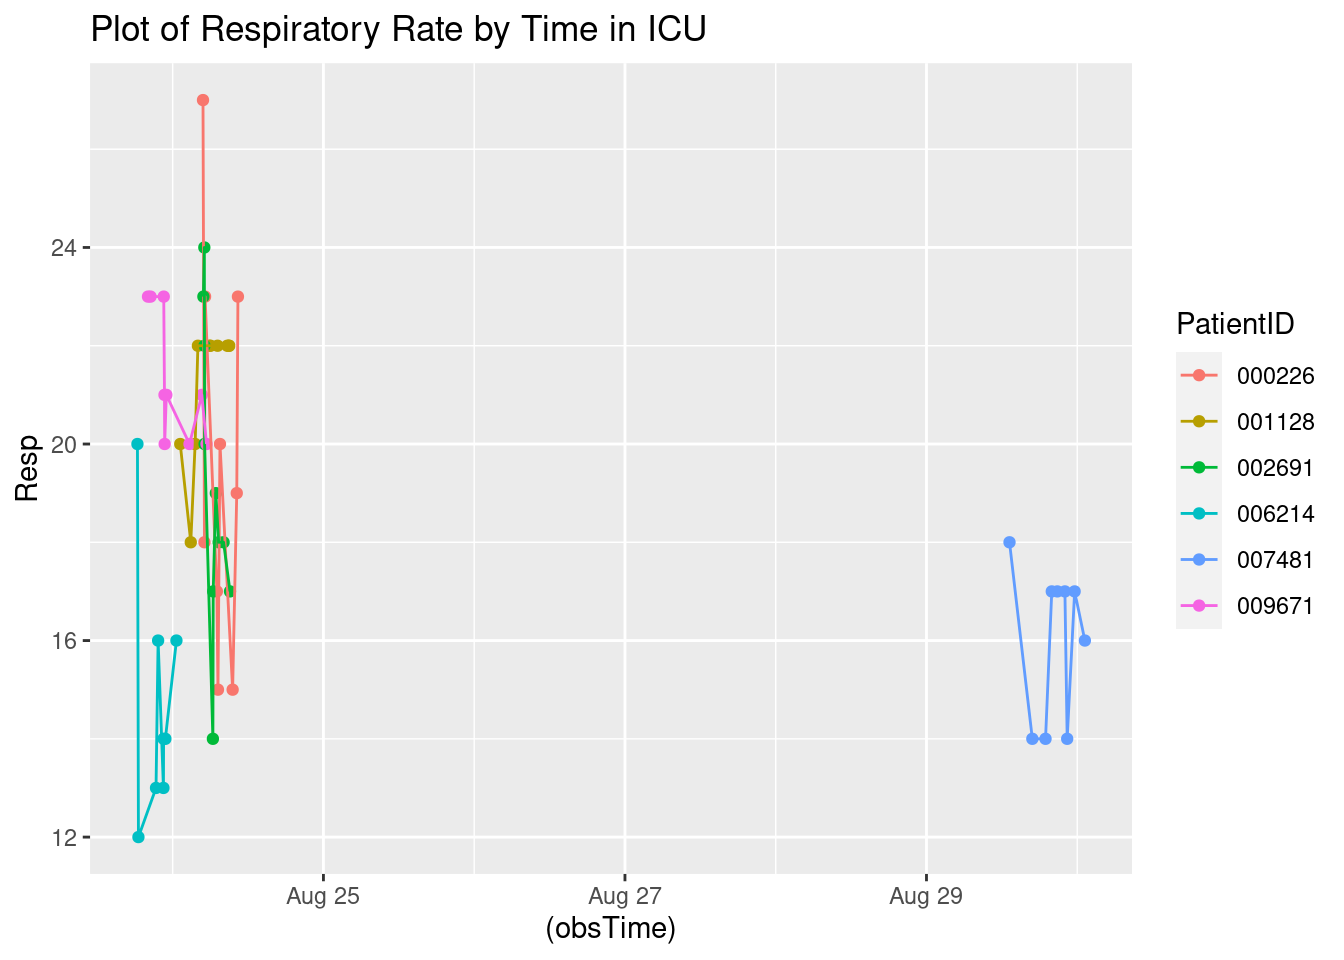 Plot of Respiratory Rate by Time in ICU
24
20
16
12
Resp
Aug 25
Aug 27
Aug 29
(obsTime)
PatientID
000226
001128
002691
006214
007481
009671